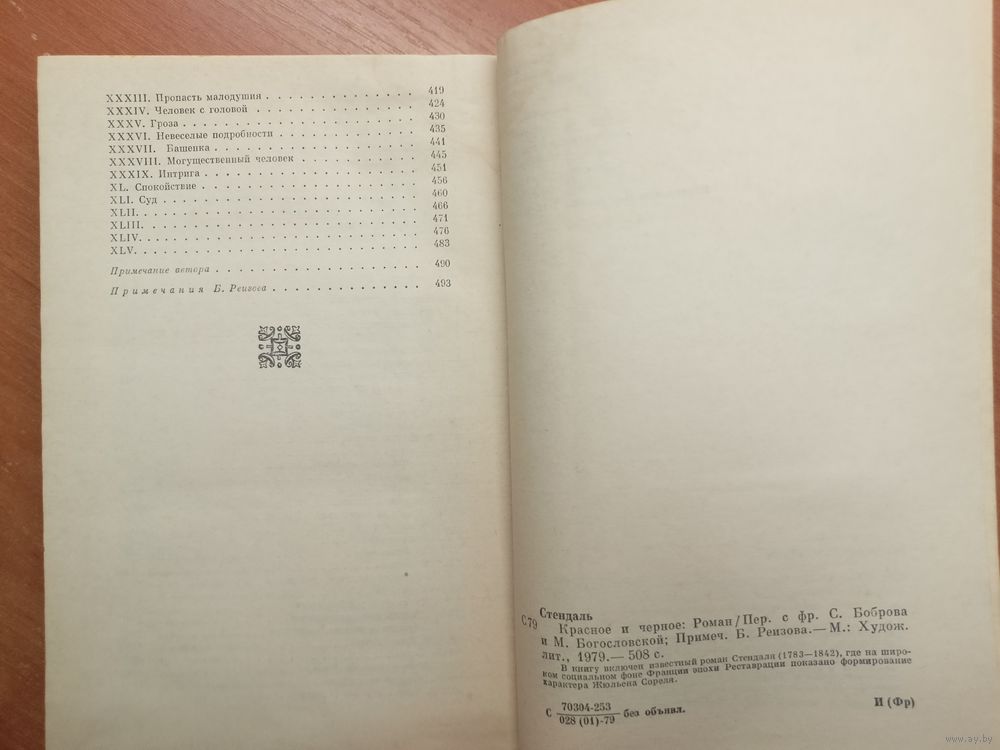 XXXIII. Пропасть малодушия . . . . . . . . . . . . . . 419
XXXIV. Человек с головой . . . . . . . . . . . . . . . 424
XXXV. Гроза . . . . . . . . . . . . . . . . . . . . . 430
XXXVI. Невеселые подробности . . . . . . . . . . . . . 435
XXXVII. Башенка . . . . . . . . . . . . . . . . . . . 441
XXXVIII. Могущественный человек . . . . . . . . . . . 445
XXXIX. Интрига . . . . . . . . . . . . . . . . . . . . 451
XL. Спокойствие . . . . . . . . . . . . . . . . . . . 456
XLI. Суд . . . . . . . . . . . . . . . . . . . . . . . 460
XLII. . . . . . . . . . . . . . . . . . . . . . . . . 466
XLIII. . . . . . . . . . . . . . . . . . . . . . . . . 471
XLIV. . . . . . . . . . . . . . . . . . . . . . . . . 476
XLV. . . . . . . . . . . . . . . . . . . . . . . . . . 483
Примечание автора . . . . . . . . . . . . . . . . . . 490
Примечания Б. Реизова . . . . . . . . . . . . . . . . 493
Стендаль
С79 Красное и черное: Роман/Пер. с фр. С. Боброва
и М. Богословской; Примеч. Б. Реизова.— М.: Худож.
лит., 1979.— 508 с.
В книгу включен известный роман Стендаля (1783—1842), где на широ-
ком социальном фоне Франции эпохи Реставрации показано формирование
характера Жюльена Сореля.
С 70304-253 без объявл. И (Фр)
028 (01)-79
www.ay.by